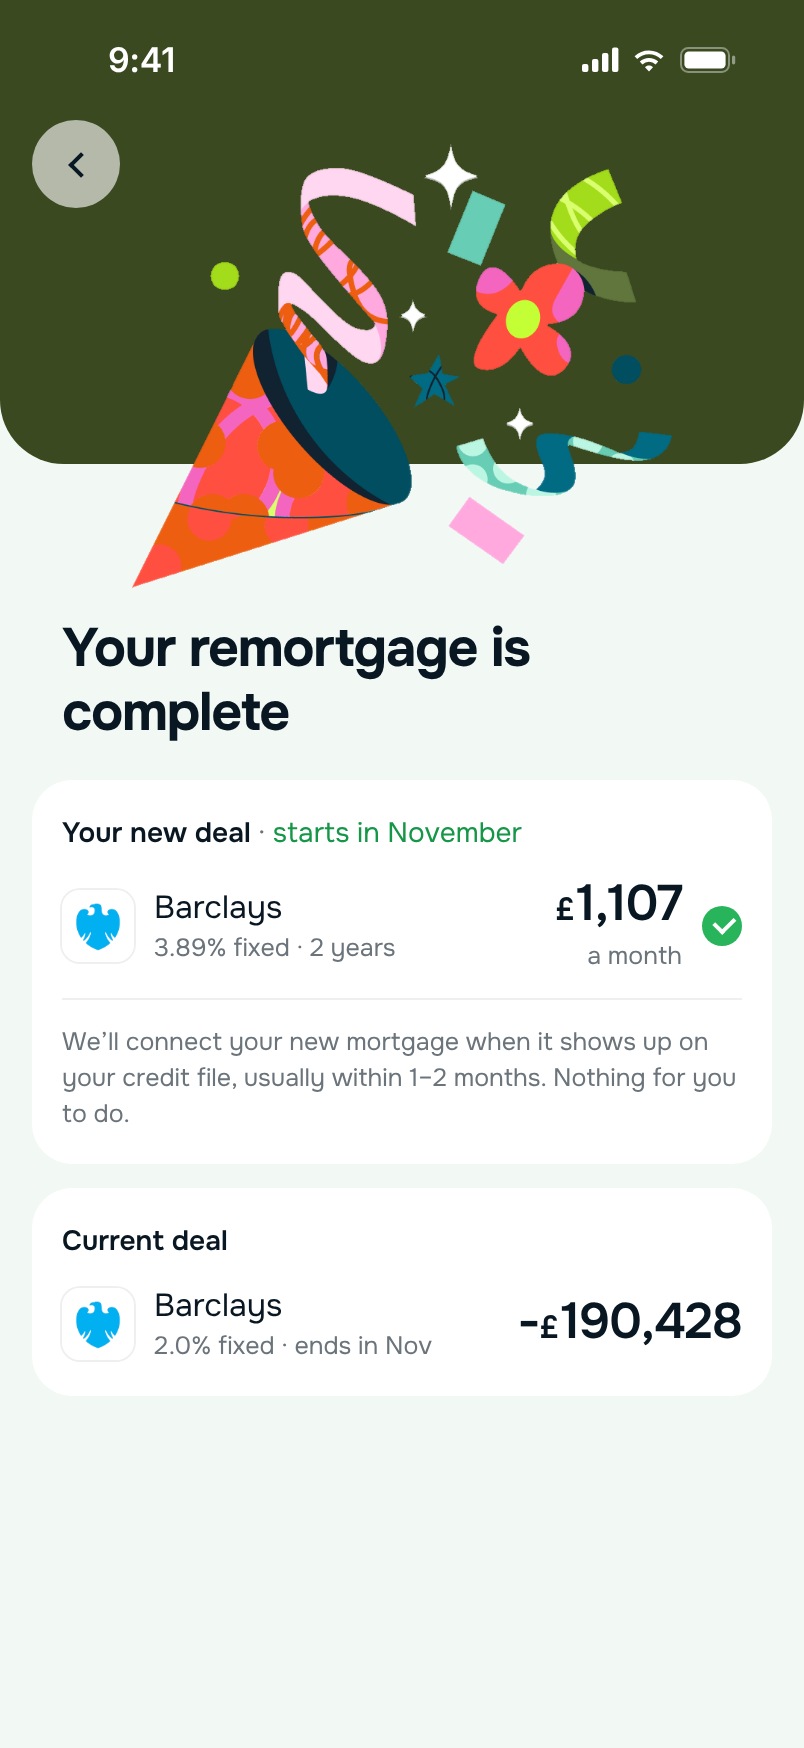 9:41
Your remortgage is
complete
Your new deal · starts in November
Barclays
3.89% fixed · 2 years
£1,107
a month
We’ll connect your new mortgage when it shows up on
your credit file, usually within 1–2 months. Nothing for you
to do.
Current deal
Barclays
2.0% fixed · ends in Nov
-£190,428